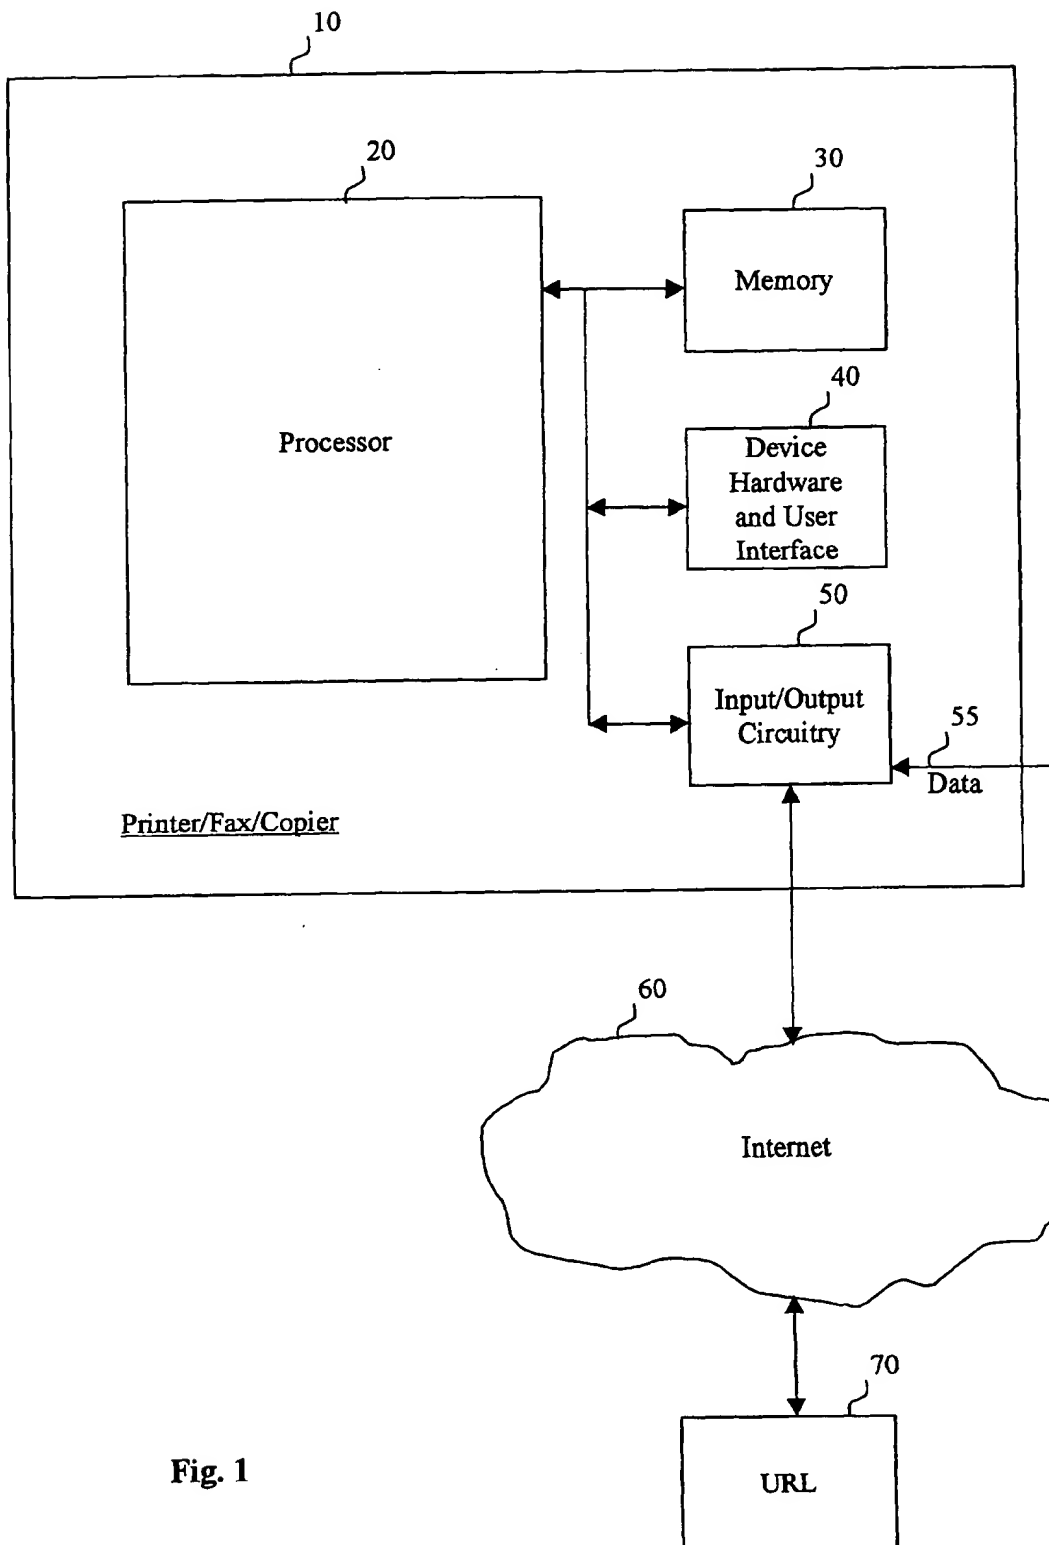 10
20
30
Memory
Processor
40
Device
Hardware
and User
Interface
50
Input/Output
Circuitry
55
Data
Printer/Fax/Copier
60
Internet
70
URL
Fig. 1